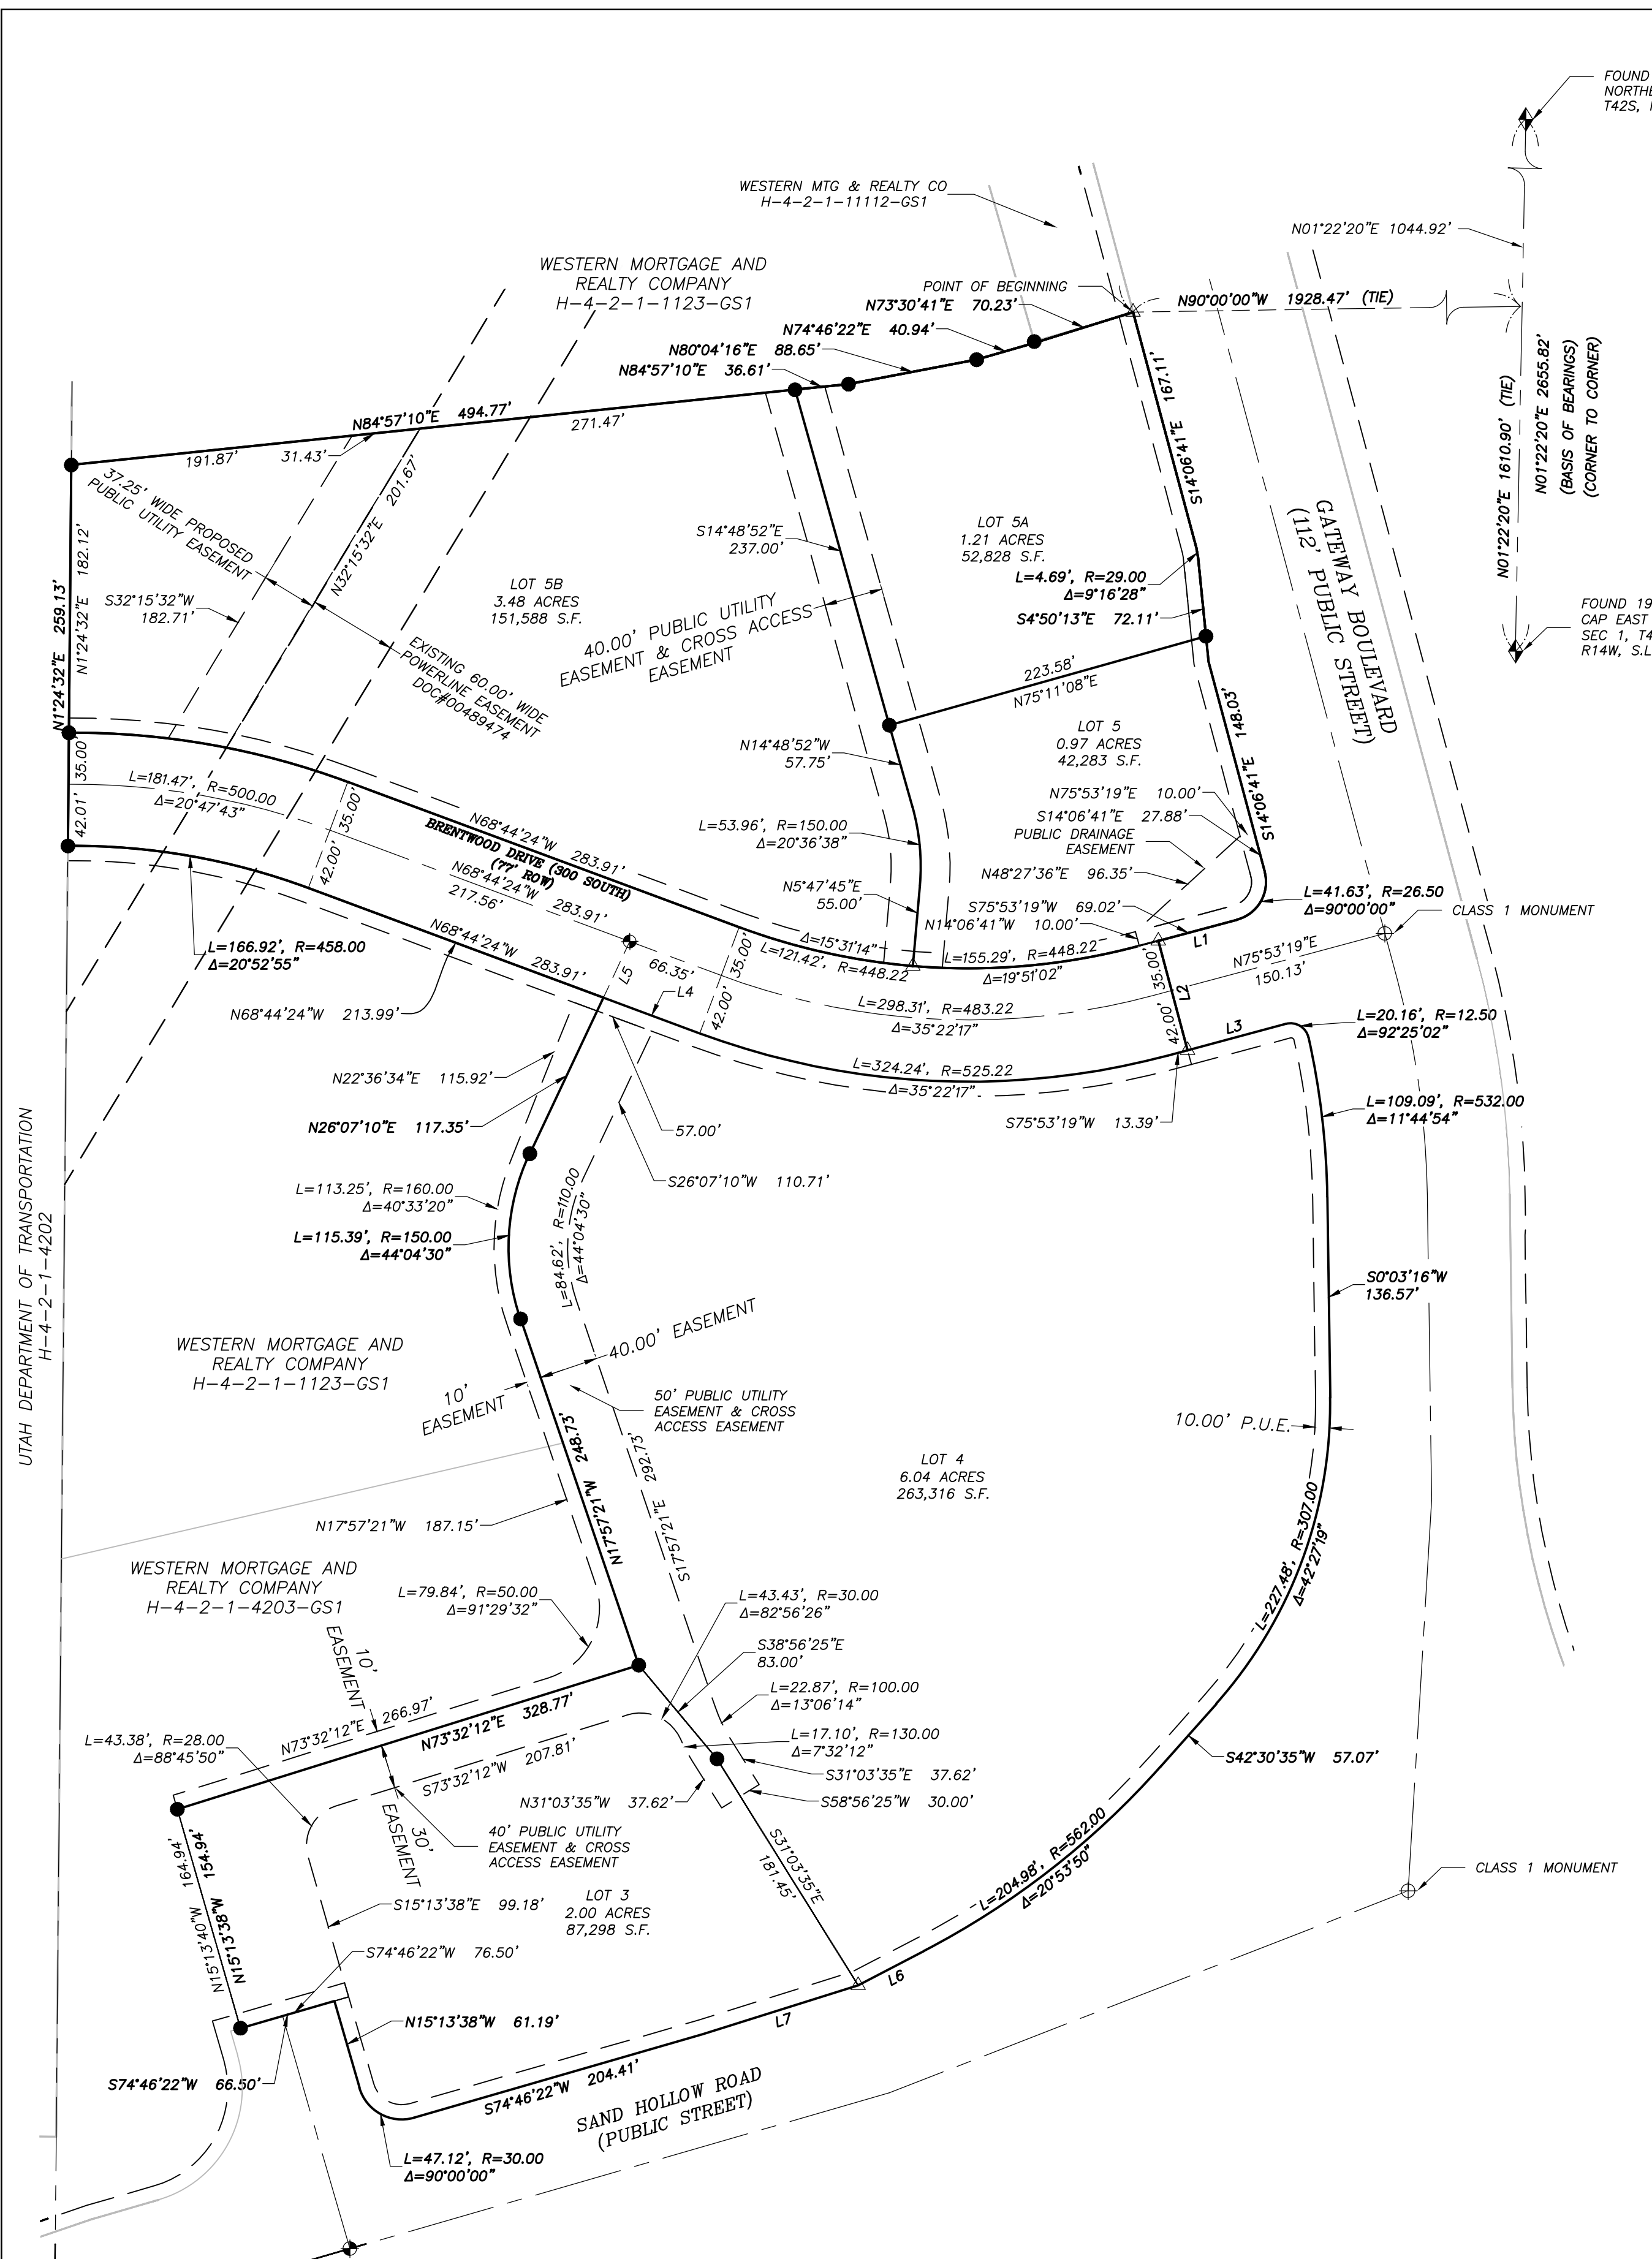 FOUND
NORTHE
T42S,
WESTERN MTG & REALTY CO
H-4-2-1-11112-GS1
N01°22'20"E 1044.92'
WESTERN MORTGAGE AND
REALTY COMPANY
H-4-2-1-1123-GS1
POINT OF BEGINNING
N73°30'41"E 70.23'
N90°00'00"W 1928.47' (TIE)
N74°46'22"E 40.94'
N80°04'16"E 88.65'
N84°57'10"E 36.61'
N84°57'10"E 494.77'
271.47'
191.87'
31.43'
S14°06'41"E 167.11'
N01°22'20"E 1610.90' (TIE)
N01°22'20"E 2655.82'
(BASIS OF BEARINGS)
(CORNER TO CORNER)
37.25' WIDE PROPOSED
PUBLIC UTILITY EASEMENT
N32°15'32"E 201.67'
N1°24'32"E 259.13'
N1°24'32"E 182.12'
S32°15'32"W
182.71'
LOT 5B
3.48 ACRES
151,588 S.F.
S14°48'52"E
237.00'
LOT 5A
1.21 ACRES
52,828 S.F.
L=4.69', R=29.00
Δ=9°16'28"
S4°50'13"E 72.11'
GATEWAY BOULEVARD
(112' PUBLIC STREET)
FOUND 19
CAP EAST
SEC 1, T4
R14W, S.L
40.00' PUBLIC UTILITY
EASEMENT & CROSS ACCESS
EASEMENT
EXISTING 60.00' WIDE
POWERLINE EASEMENT
DOC#00489474
223.58'
N75°11'08"E
LOT 5
0.97 ACRES
42,283 S.F.
S14°06'41"E 148.03'
N14°48'52"W
57.75'
35.00'
42.01'
L=181.47', R=500.00
Δ=20°47'43"
35.00'
42.00'
N68°44'24"W 283.91'
BRENTWOOD DRIVE (300 SOUTH)
(77' ROW)
N68°44'24"W 283.91'
217.56'
L=53.96', R=150.00
Δ=20°36'38"
N75°53'19"E 10.00'
S14°06'41"E 27.88'
PUBLIC DRAINAGE
EASEMENT
N48°27'36"E 96.35'
N5°47'45"E
55.00'
S75°53'19"W 69.02'
N14°06'41"W 10.00'
L=41.63', R=26.50
Δ=90°00'00"
CLASS 1 MONUMENT
L1
N75°53'19"E
150.13'
L=166.92', R=458.00
Δ=20°52'55"
N68°44'24"W 283.91'
N68°44'24"W 213.99'
L5
66.35'
L4
35.00'
42.00'
Δ=15°31'14"
L=121.42', R=448.22
L=155.29', R=448.22
Δ=19°51'02"
35.00'
42.00'
L2
L=298.31', R=483.22
Δ=35°22'17"
L3
L=20.16', R=12.50
Δ=92°25'02"
L=324.24', R=525.22
Δ=35°22'17"
S75°53'19"W 13.39'
L=109.09', R=532.00
Δ=11°44'54"
N22°36'34"E 115.92'
N26°07'10"E 117.35'
57.00'
S26°07'10"W 110.71'
L=113.25', R=160.00
Δ=40°33'20"
L=84.62', R=110.00
Δ=44°04'30"
L=115.39', R=150.00
Δ=44°04'30"
S0°03'16"W
136.57'
UTAH DEPARTMENT OF TRANSPORTATION
H-4-2-1-4202
WESTERN MORTGAGE AND
REALTY COMPANY
H-4-2-1-1123-GS1
40.00' EASEMENT
10'
EASEMENT
50' PUBLIC UTILITY
EASEMENT & CROSS
ACCESS EASEMENT
10.00' P.U.E.
N17°57'21"W 248.73'
S17°57'21"E 292.73'
LOT 4
6.04 ACRES
263,316 S.F.
N17°57'21"W 187.15'
L=227.48', R=307.00
Δ=42°27'19"
WESTERN MORTGAGE AND
REALTY COMPANY
H-4-2-1-4203-GS1
L=79.84', R=50.00
Δ=91°29'32"
L=43.43', R=30.00
Δ=82°56'26"
S38°56'25"E
83.00'
10'
EASEMENT
L=22.87', R=100.00
Δ=13°06'14"
N73°32'12"E 266.97'
N73°32'12"E 328.77'
S73°32'12"W 207.81'
L=43.38', R=28.00
Δ=88°45'50"
L=17.10', R=130.00
Δ=7°32'12"
S31°03'35"E 37.62'
N31°03'35"W 37.62'
S58°56'25"W 30.00'
S42°30'35"W 57.07'
30'
EASEMENT
40' PUBLIC UTILITY
EASEMENT & CROSS
ACCESS EASEMENT
S31°03'35"E
181.45'
L=204.98', R=562.00
Δ=20°53'50"
CLASS 1 MONUMENT
N15°13'40"W 164.94'
N15°13'38"W 154.94'
S15°13'38"E 99.18'
LOT 3
2.00 ACRES
87,298 S.F.
S74°46'22"W 76.50'
L6
N15°13'38"W 61.19'
L7
S74°46'22"W 66.50'
S74°46'22"W 204.41'
SAND HOLLOW ROAD
(PUBLIC STREET)
L=47.12', R=30.00
Δ=90°00'00"